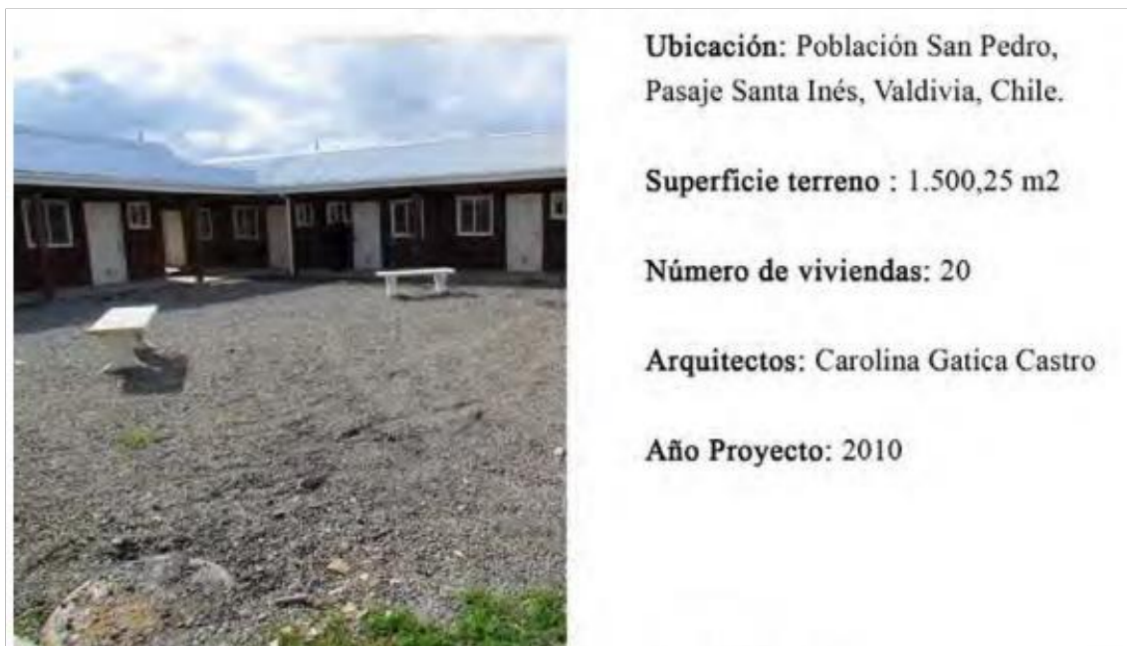 Ubicación: Población San Pedro,
Pasaje Santa Inés, Valdivia, Chile.
Superficie terreno : 1.500,25 m2
Número de viviendas: 20
Arquitectos: Carolina Gatica Castro
Año Proyecto: 2010